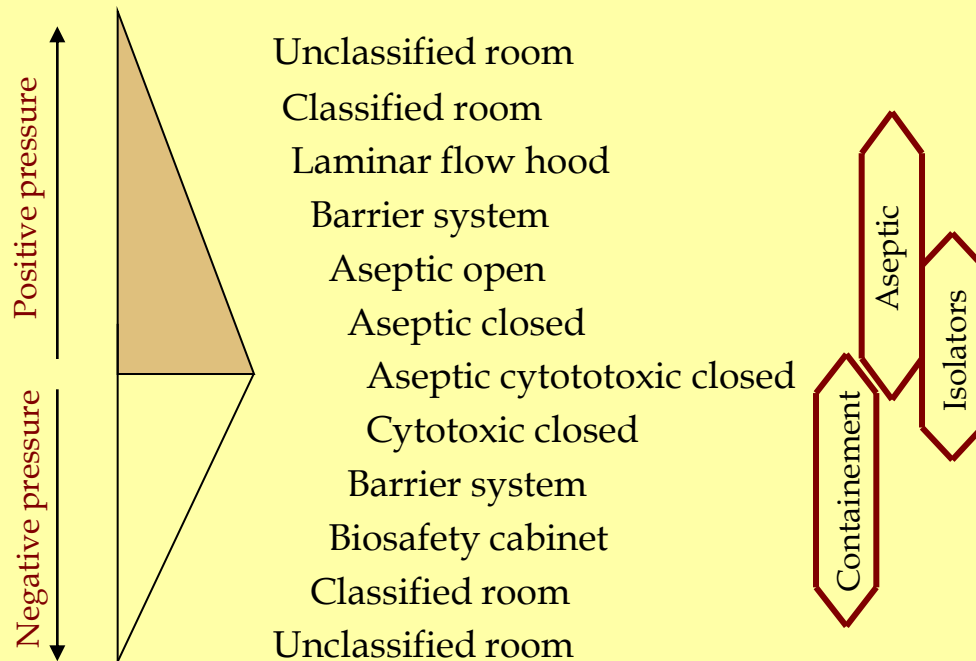 Positive pressure
Negative pressure
Unclassified room
Classified room
Laminar flow hood
Barrier system
Aseptic open
Aseptic closed
Aseptic cytototoxic closed
Cytotoxic closed
Barrier system
Biosafety cabinet
Classified room
Unclassified room
Aseptic
Isolators
Containement